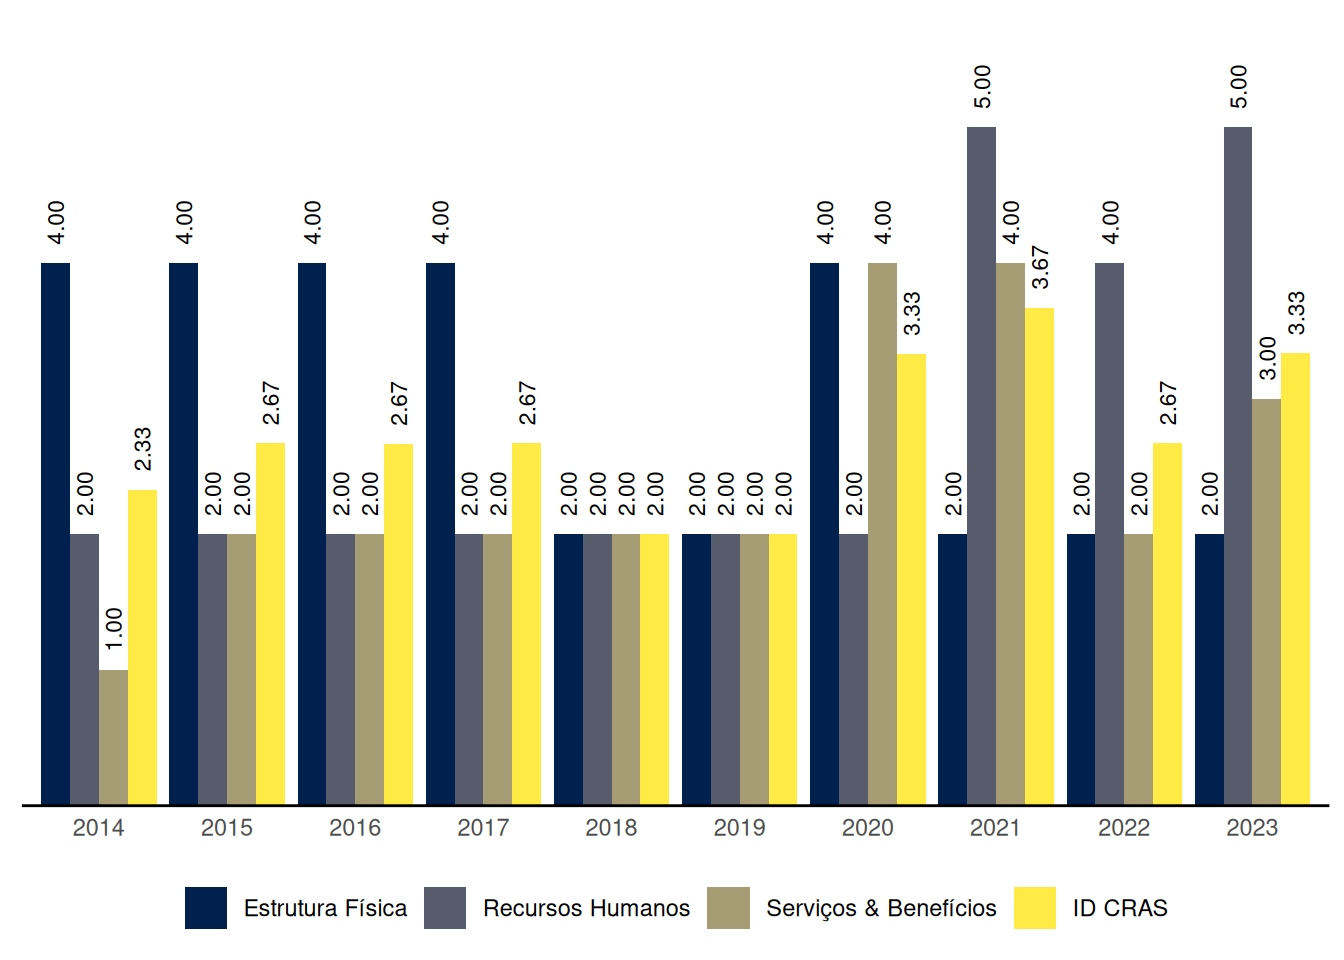 5.00 5.00
4.00 4.00 4.00 4.00 4.00 4.00 4.00 4.00
3.67
3.33 3.33
3.00
2.67 2.67 2.67 2.67
2.33
2.00 2.00 2.00 2.00 2.00 2.00 2.00 2.00 2.00 2.00 2.00 2.00 2.00 2.00 2.00 2.00 2.00 2.00 2.00 2.00
1.00
2014 2015 2016 2017 2018 2019 2020 2021 2022 2023
Estrutura Física Recursos Humanos Serviços & Benefícios ID CRAS